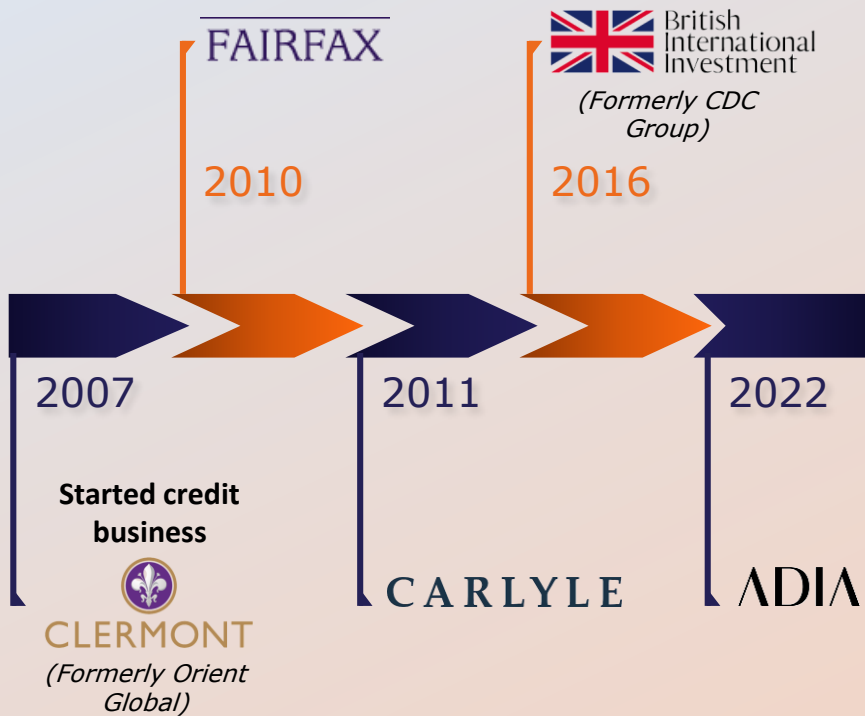 FAIRFAX
British
International
Investment
(Formerly CDC
Group)
2010
2016
2007
2011
2022
Started credit
business
CLERMONT
(Formerly Orient
Global)
CARLYLE
ADIA